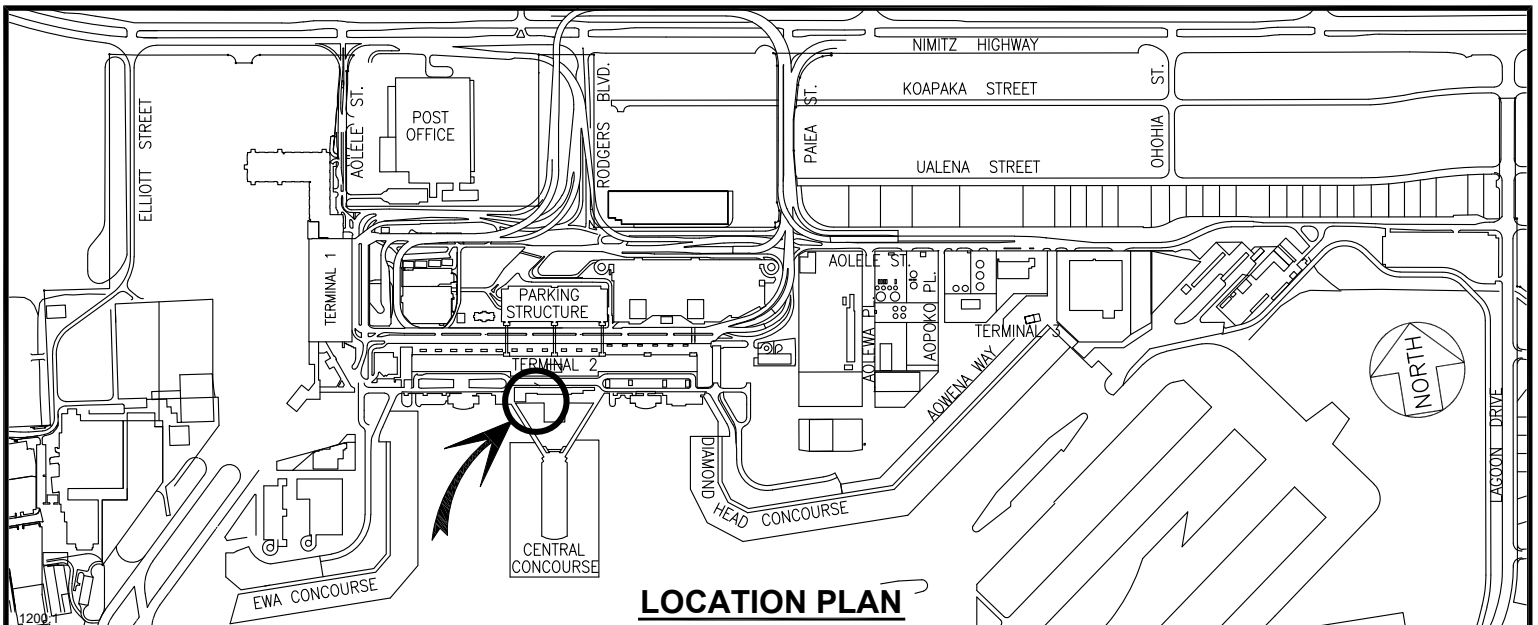 NIMITZ HIGHWAY
KOAPAKA STREET
UALENA STREET
OHOHIA ST.
PAIEA ST.
RODGERS BLVD.
AOLELE ST.
POST
OFFICE
ELLIOTT STREET
TERMINAL 1
PARKING
STRUCTURE
TERMINAL 2
AOLELE ST.
AOLEWA PL.
AOPOKO PL.
TERMINAL 3
AOWENA WAY
NORTH
LAGOON DRIVE
DIAMOND
HEAD CONCOURSE
CENTRAL
CONCOURSE
EWA CONCOURSE
LOCATION PLAN
1200:1